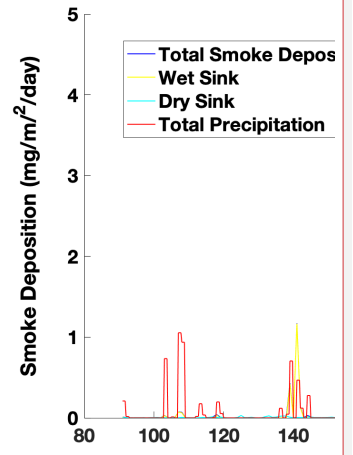 5
4
3
2
1
0
Smoke Deposition (mg/m/²/day)
Total Smoke Depos
Wet Sink
Dry Sink
Total Precipitation
80 100 120 140